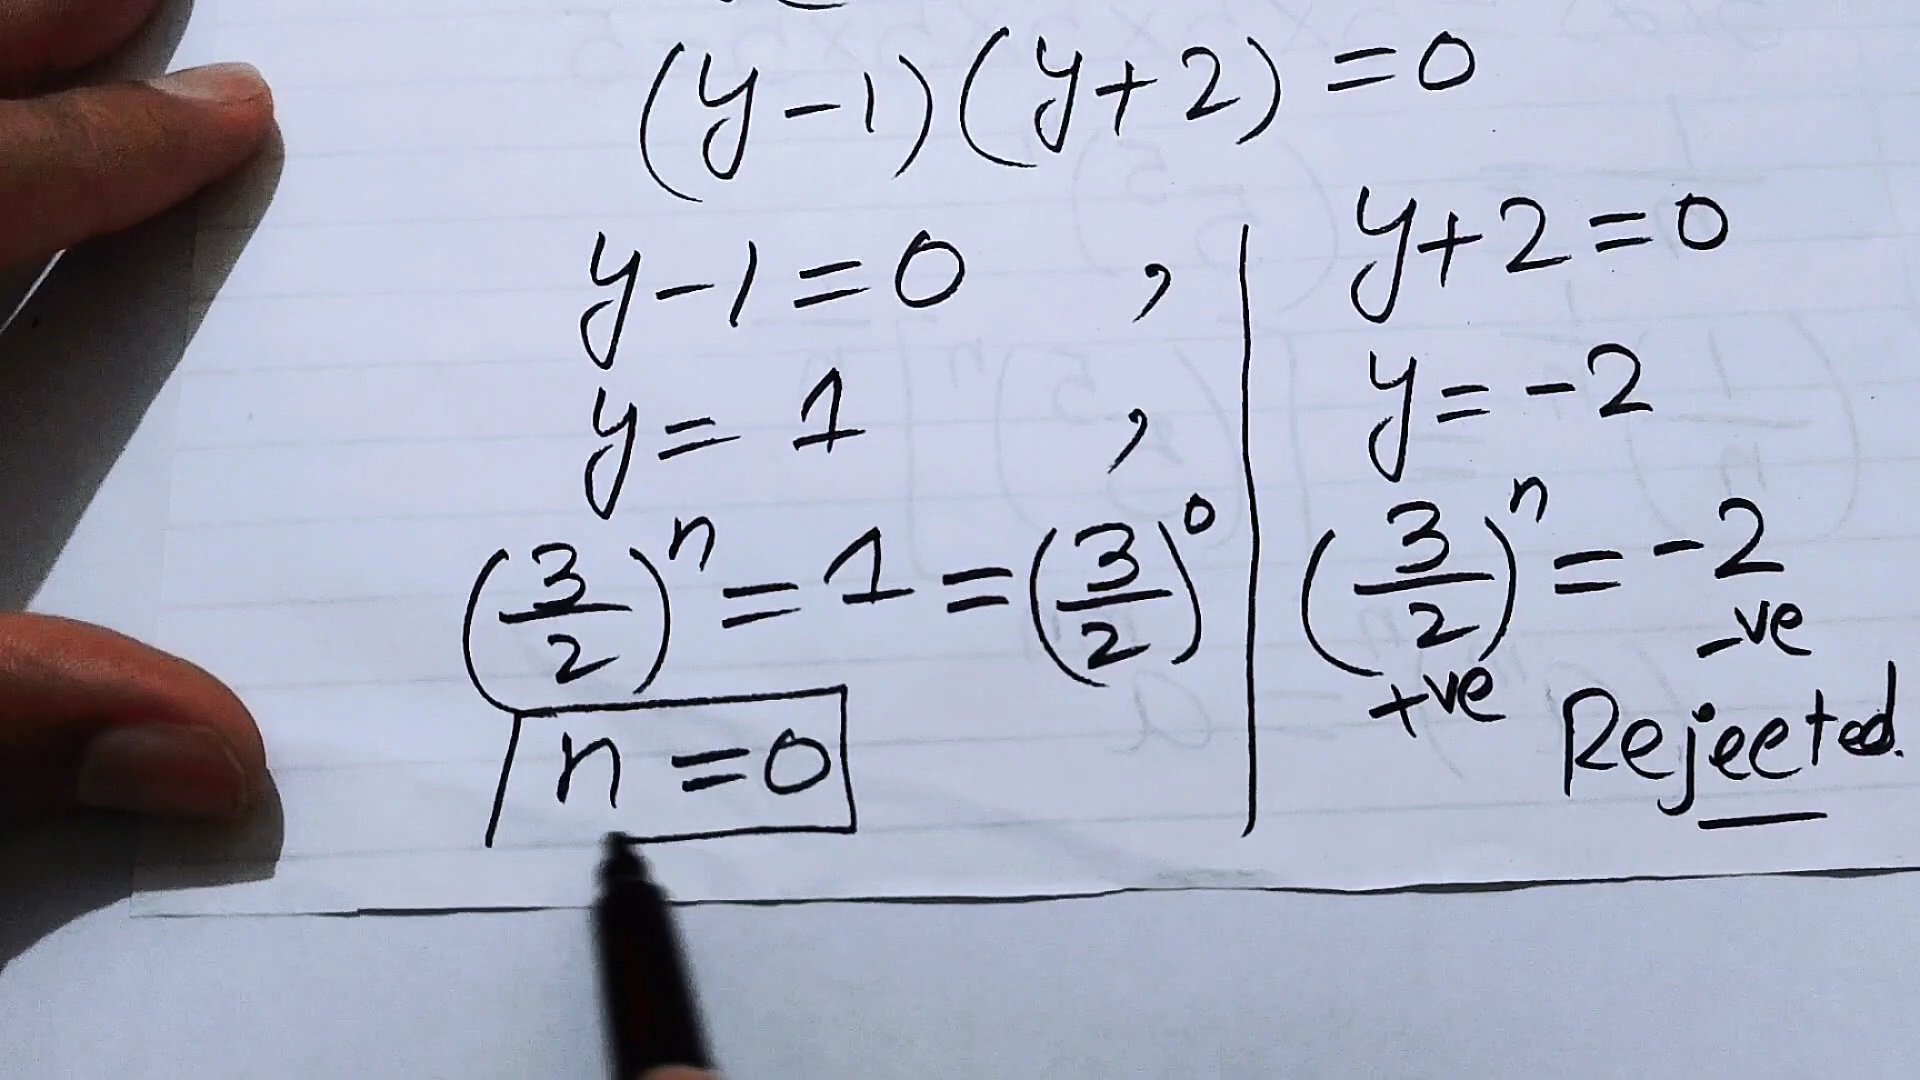 (y-1)(y+2)=0
y-1=0 , y+2=0
y=1 , y=-2
(3/2)^n=1=(3/2)^0 (3/2)^n=-2
+ve -ve
n=0 Rejected.